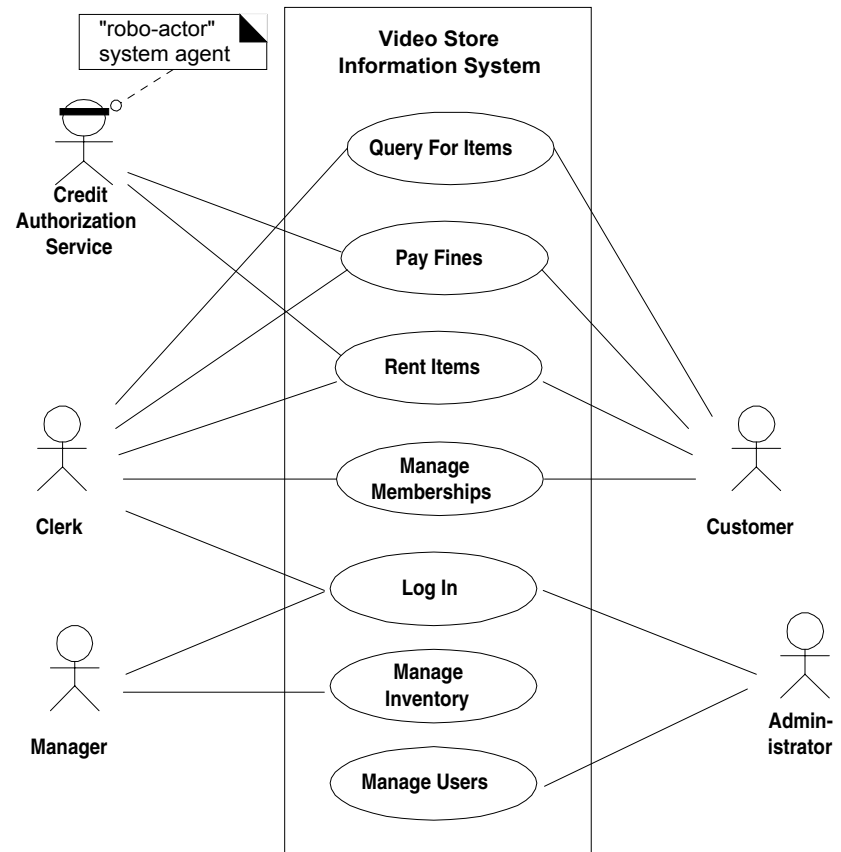 "robo-actor"
system agent
Video Store
Information System
Query For Items
Credit
Authorization
Service
Pay Fines
Rent Items
Manage
Memberships
Clerk
Customer
Log In
Manage
Inventory
Manager
Admin-
istrator
Manage Users